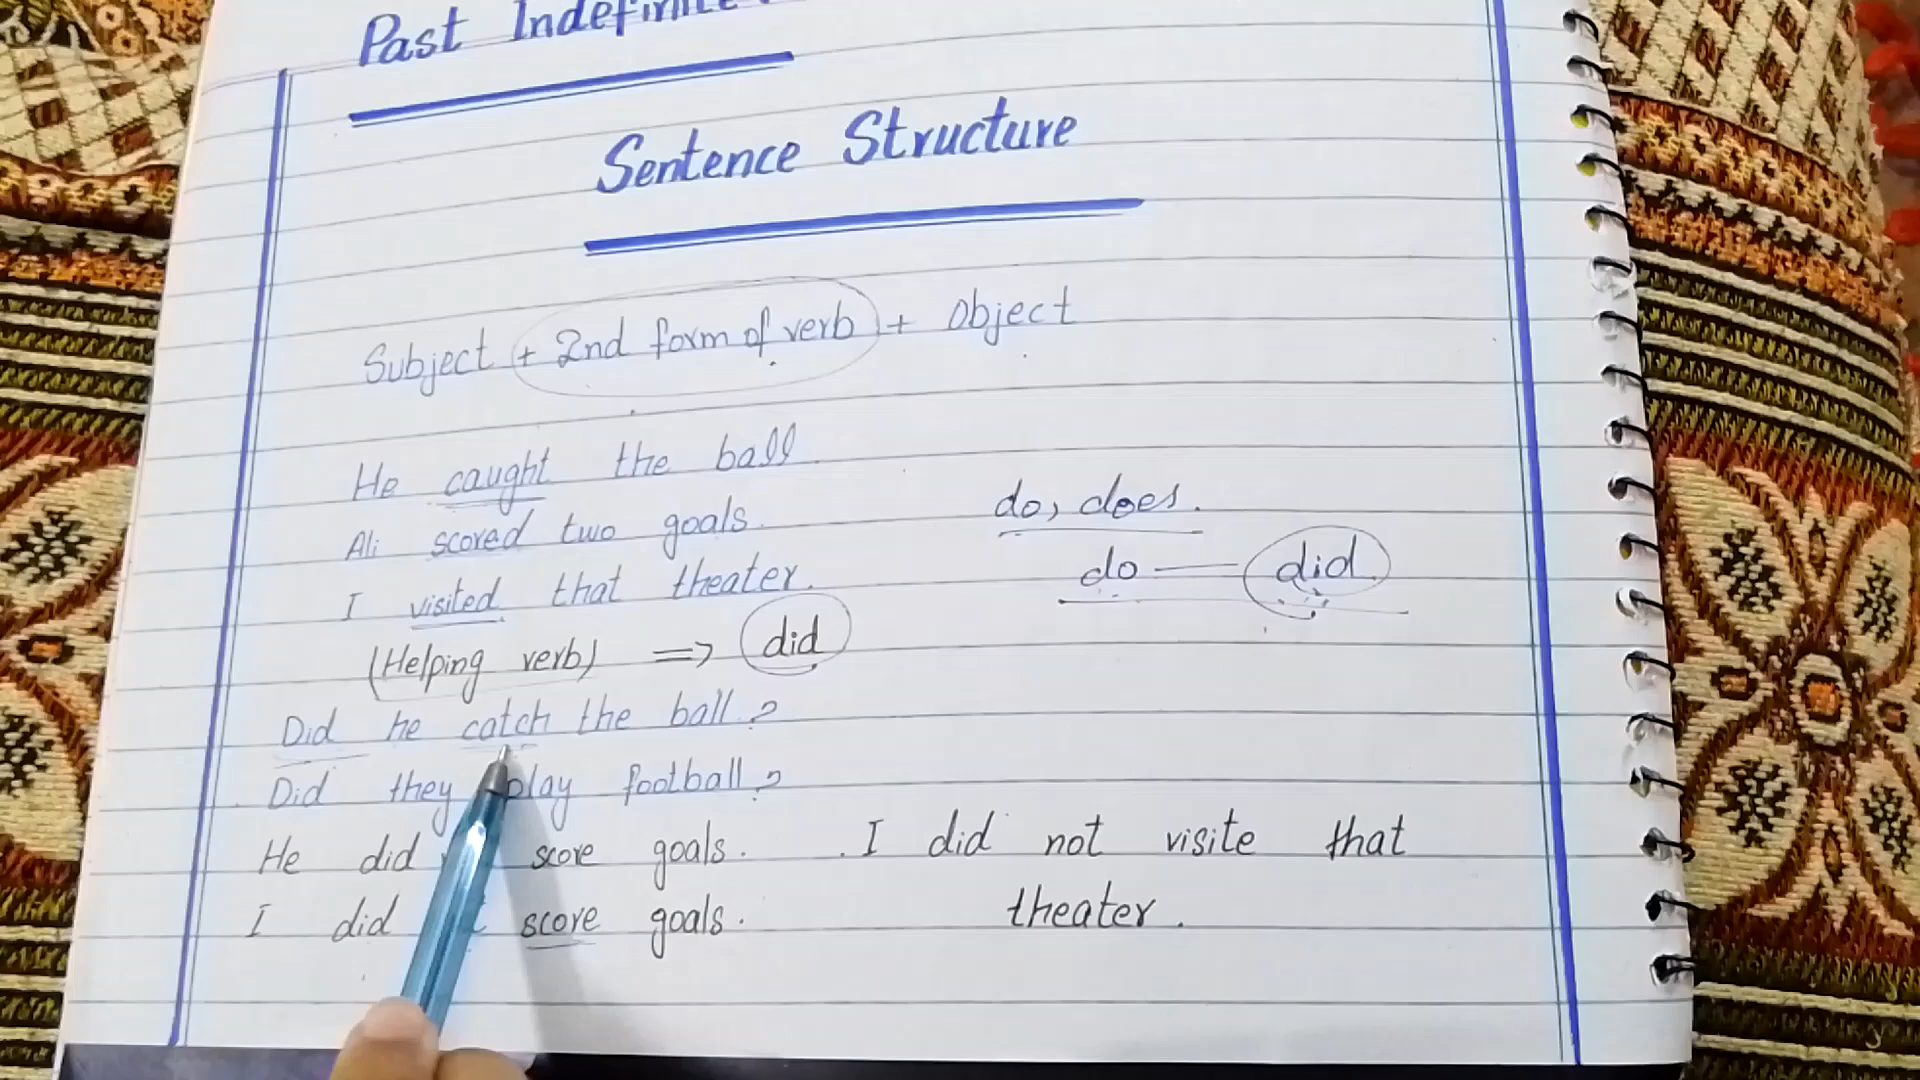 Past Indefinite
Sentence Structure
Subject + 2nd form of verb + Object
He caught the ball
Ali scored two goals.
I visited that theater.
(Helping verb) => did
do, does.
do — did
Did he catch the ball?
Did they play football?
He did score goals.
I did score goals.
I did not visite that
theater.